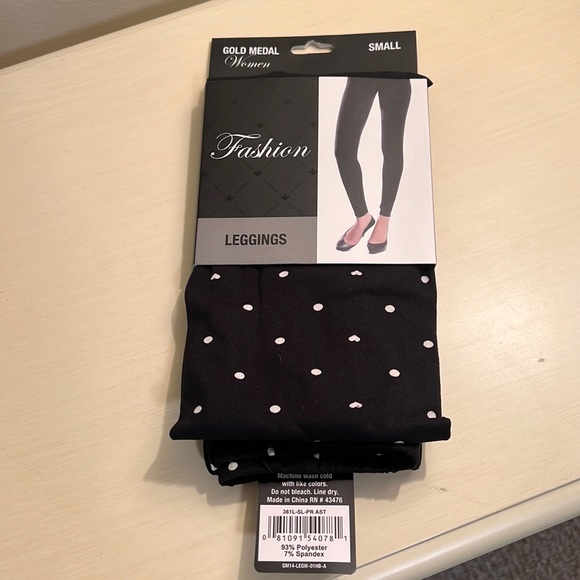 GOLD MEDAL
Women
SMALL
Fashion
LEGGINGS
Machine wash cold
with like colors.
Do not bleach. Line dry.
Made in China RN # 43476
361L-SL-PR AST
0 81091 54078 1
93% Polyester
7% Spandex
GM14-LEGW-01HB-A